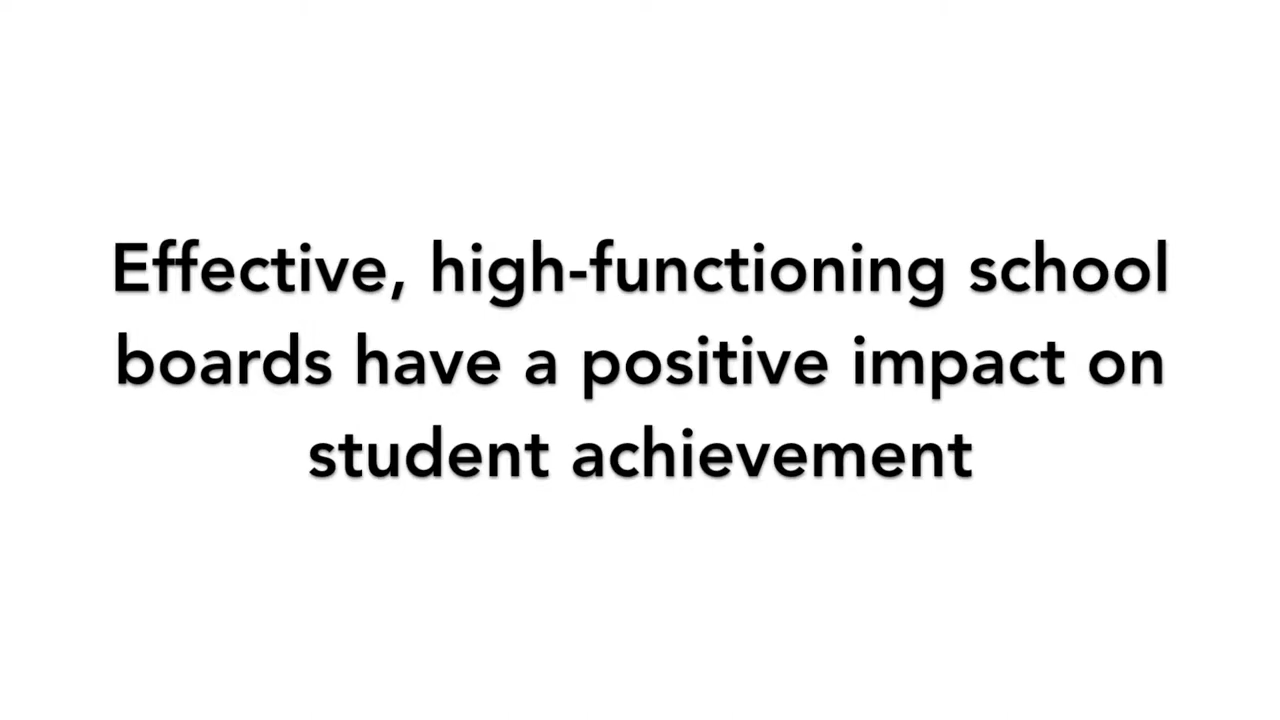 Effective, high-functioning school
boards have a positive impact on
student achievement